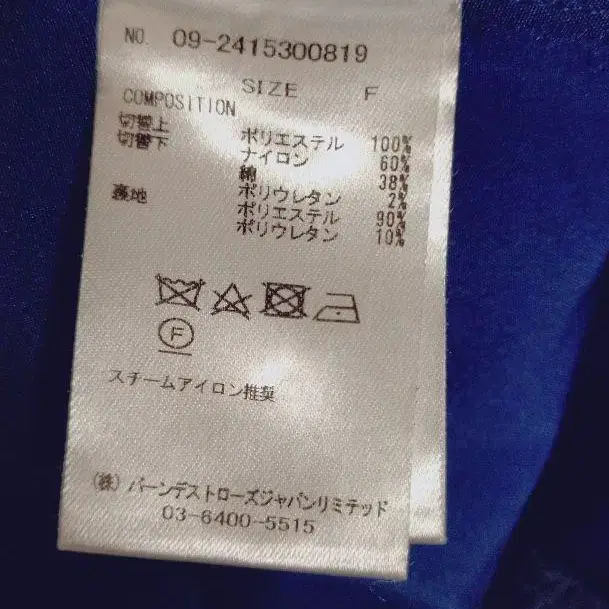 NO. 09-2415300819
SIZE F
COMPOSITION
切替上 ポリエステル 100%
切替下 ナイロン 60%
綿 38%
ポリウレタン 2%
裏地 ポリエステル 90%
ポリウレタン 10%
F
スチームアイロン推奨
(株) バーンデストローズジャパンリミテッド
03-6400-5515